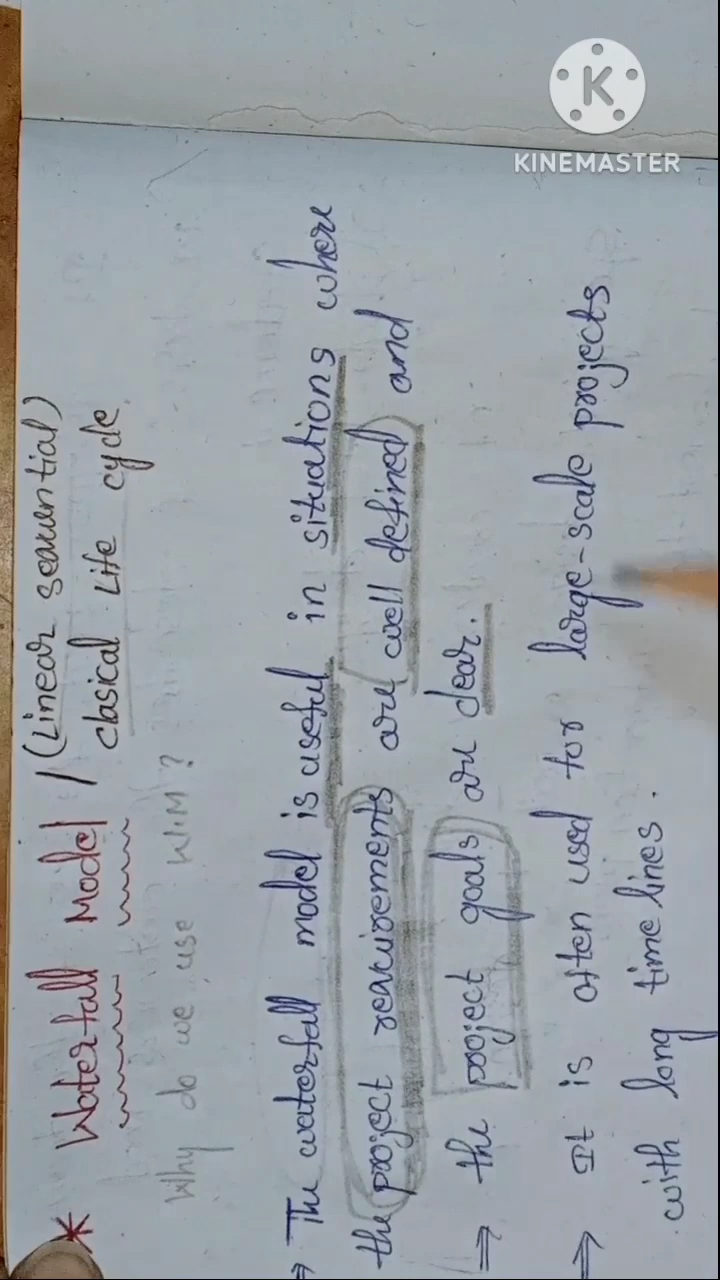 KINEMASTER
* Waterfall Model / (Linear sequential)
clasical Life cycle
Why do we use WM?
⇒ The waterfall model is useful in situations where
the project requirements are well defined and
⇒ the project goals are clear.
⇒ It is often used for large-scale projects
with long time lines.